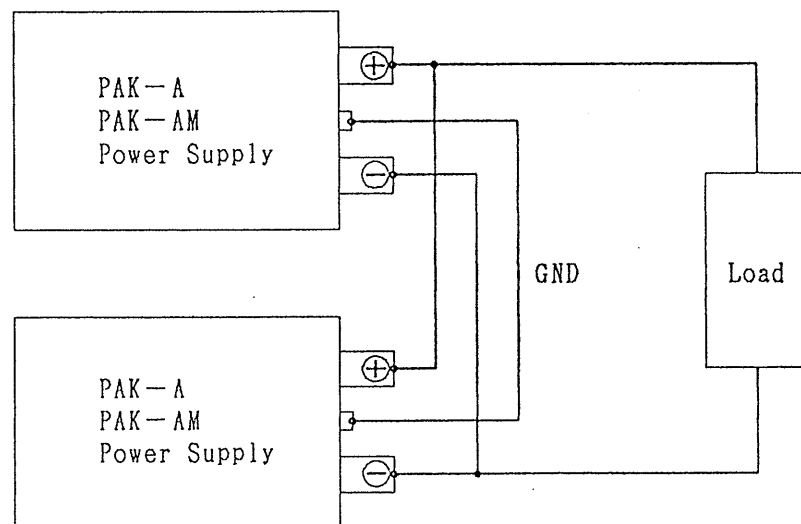 PAK-A
PAK-AM
Power Supply
+
-
GND
Load
PAK-A
PAK-AM
Power Supply
+
-